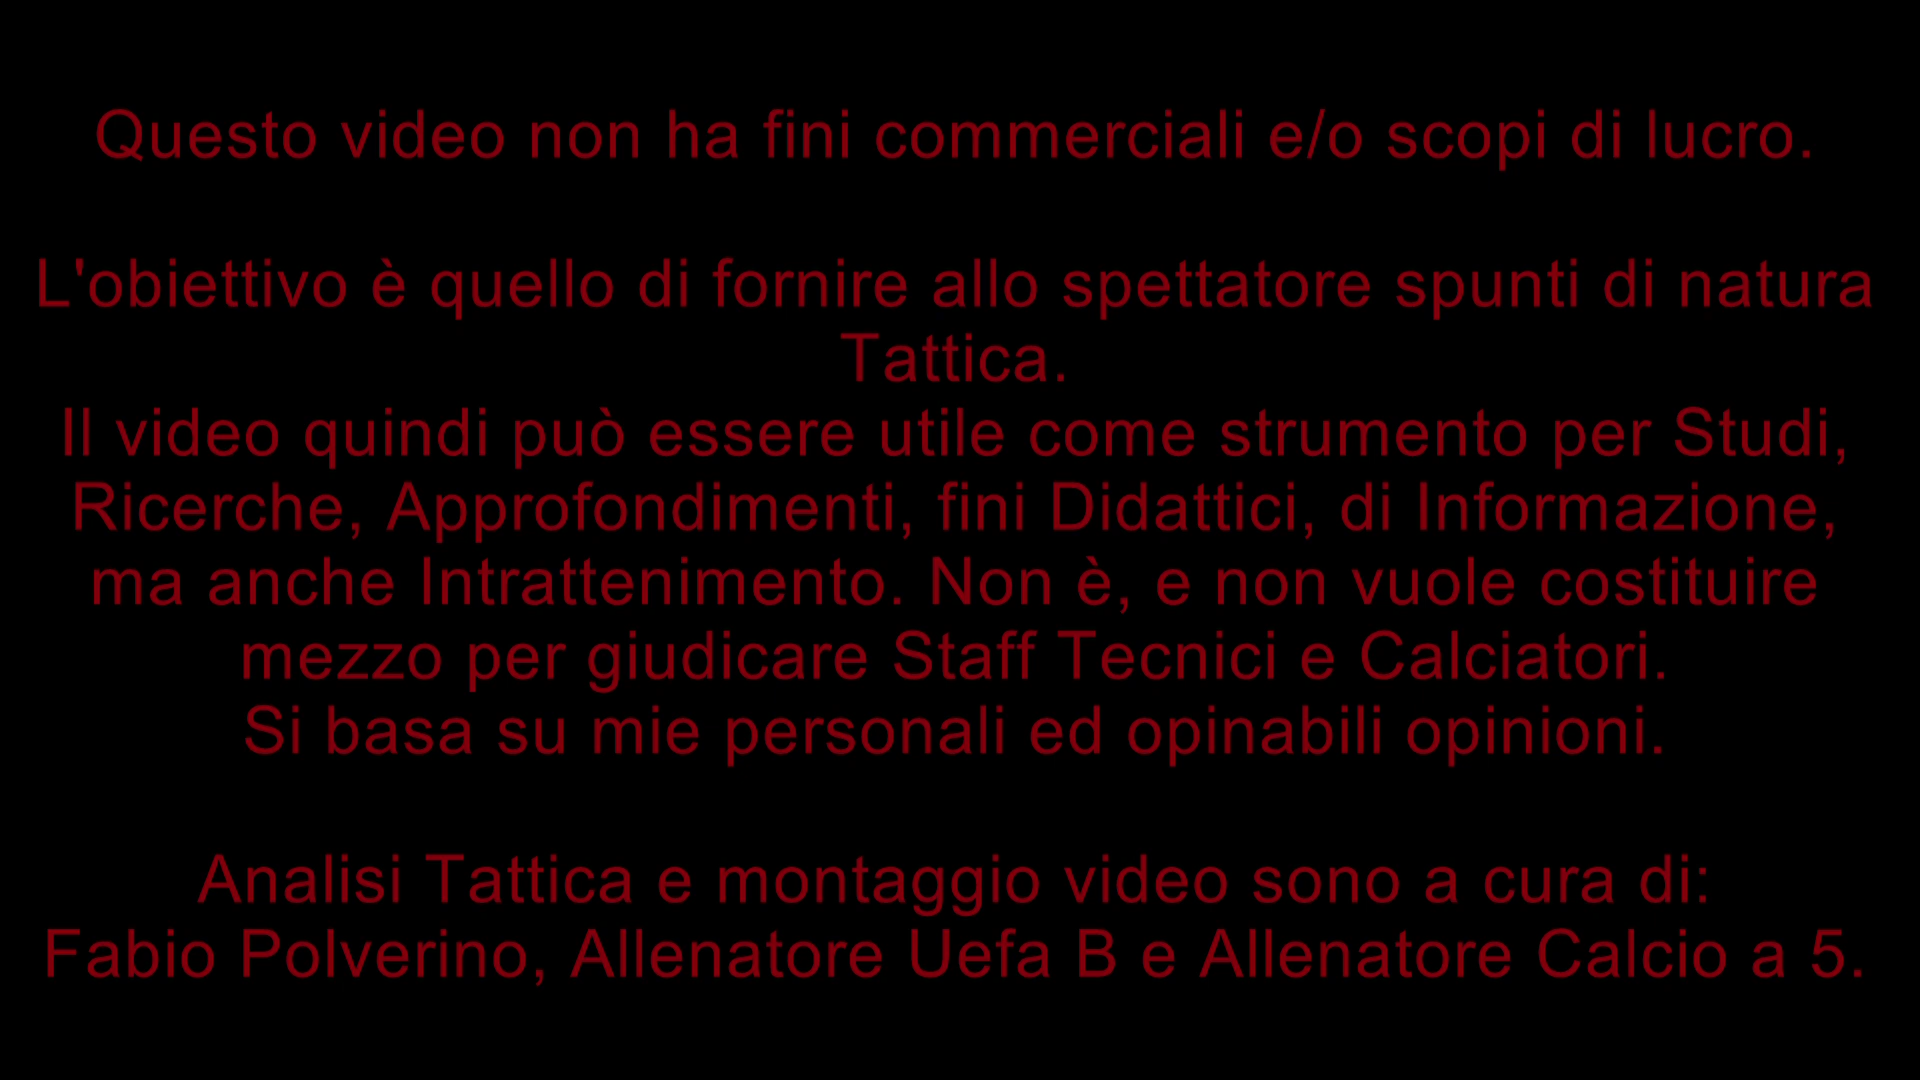 Questo video non ha fini commerciali e/o scopi di lucro.
L'obiettivo è quello di fornire allo spettatore spunti di natura
Tattica.
Il video quindi può essere utile come strumento per Studi,
Ricerche, Approfondimenti, fini Didattici, di Informazione,
ma anche Intrattenimento. Non è, e non vuole costituire
mezzo per giudicare Staff Tecnici e Calciatori.
Si basa su mie personali ed opinabili opinioni.
Analisi Tattica e montaggio video sono a cura di:
Fabio Polverino, Allenatore Uefa B e Allenatore Calcio a 5.